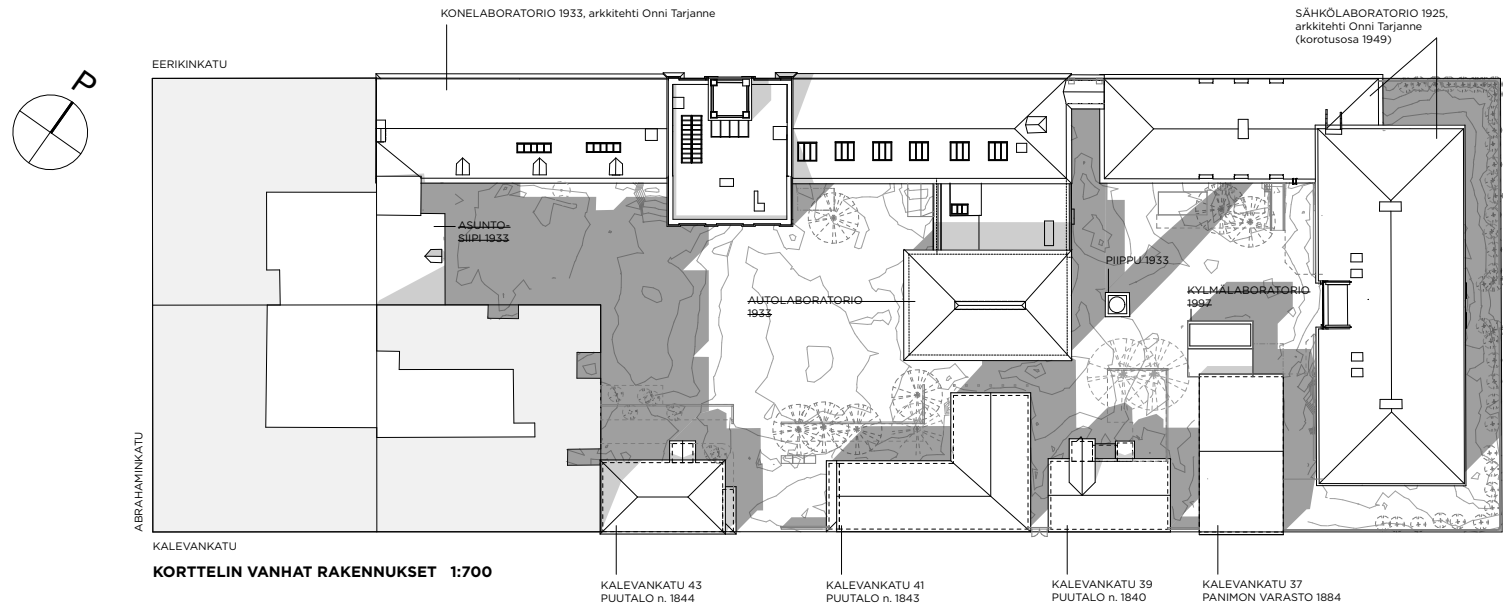 KONELABORATORIO 1933, arkkitehti Onni Tarjanne
SÄHKÖLABORATORIO 1925,
arkkitehti Onni Tarjanne
(korotusosa 1949)
P
EERIKINKATU
ASUNTO-
SIIPI 1933
PIIPPU 1933
AUTOLABORATORIO
1933
KYLMÄLABORATORIO
1997
ABRAHAMINKATU
KALEVANKATU
KORTTELIN VANHAT RAKENNUKSET 1:700
KALEVANKATU 43
PUUTALO n. 1844
KALEVANKATU 41
PUUTALO n. 1843
KALEVANKATU 39
PUUTALO n. 1840
KALEVANKATU 37
PANIMON VARASTO 1884